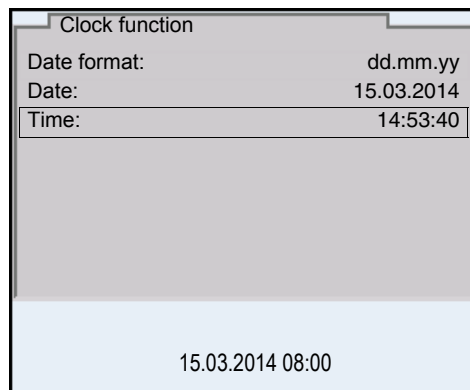 Clock function
Date format: dd.mm.yy
Date: 15.03.2014
Time: 14:53:40
15.03.2014 08:00